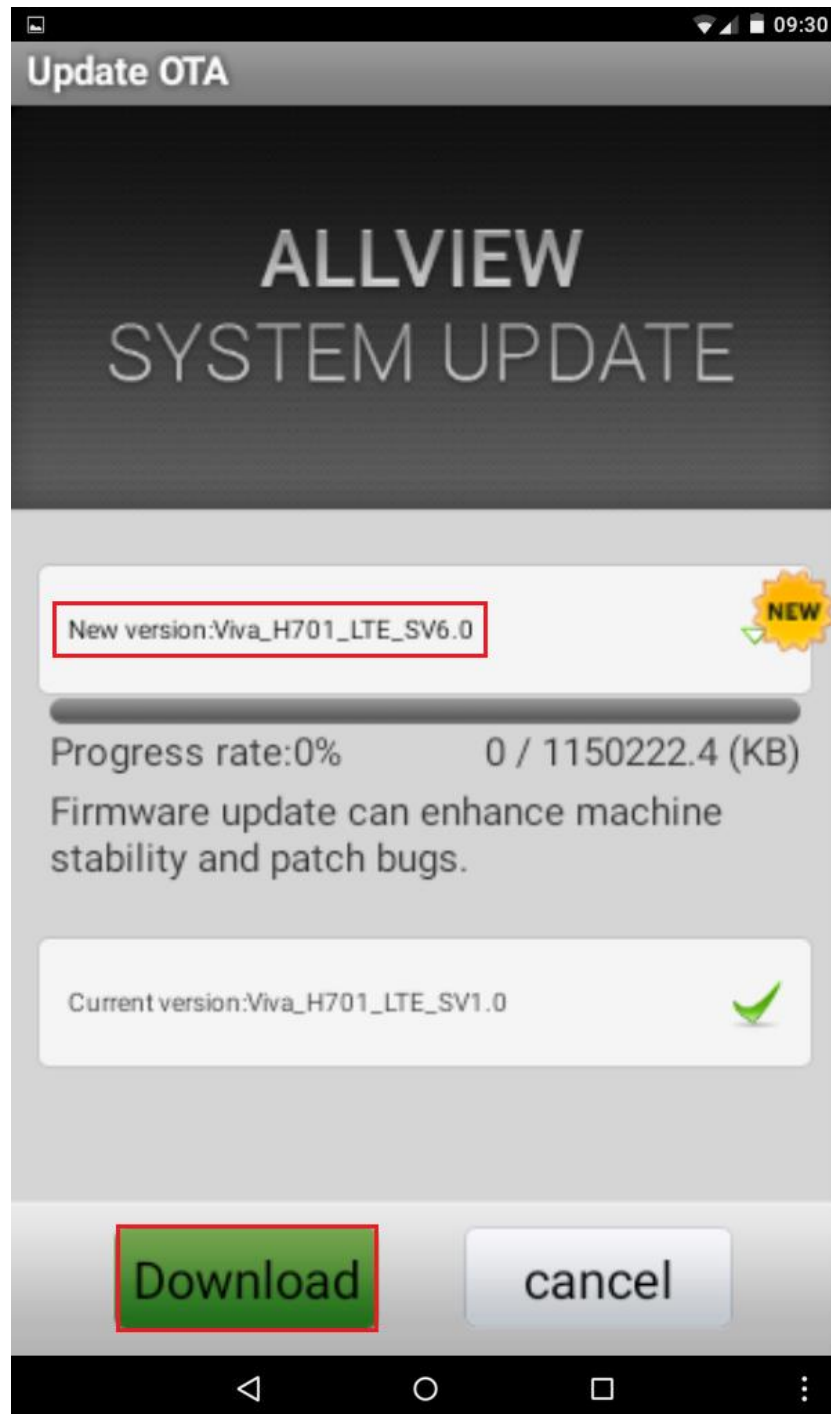 09:30
Update OTA
ALLVIEW
SYSTEM UPDATE
New version:Viva_H701_LTE_SV6.0
NEW
Progress rate:0% 0 / 1150222.4 (KB)
Firmware update can enhance machine
stability and patch bugs.
Current version:Viva_H701_LTE_SV1.0
Download cancel